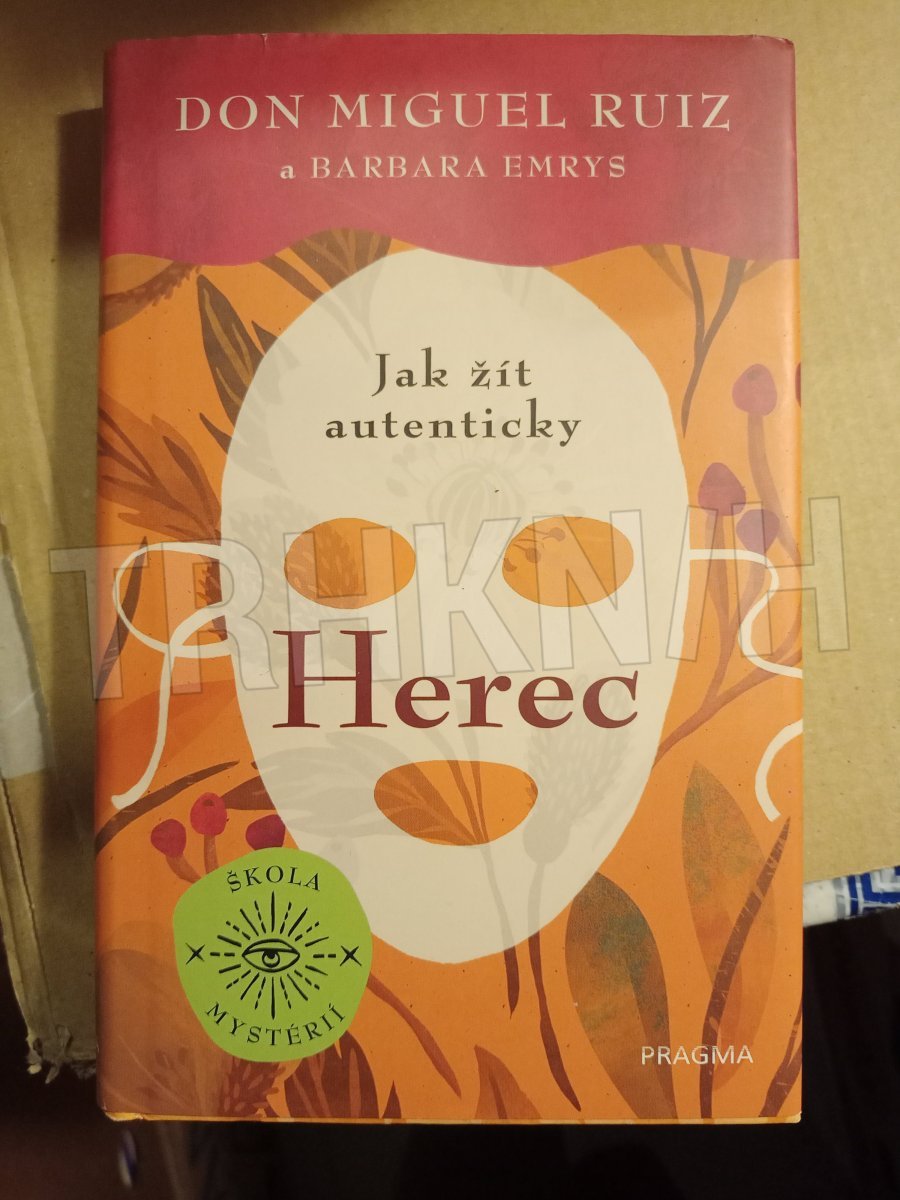 DON MIGUEL RUIZ
a BARBARA EMRYS
Jak žít
autenticky
TRHKNIH
Herec
ŠKOLA
MYSTÉRIÍ
PRAGMA